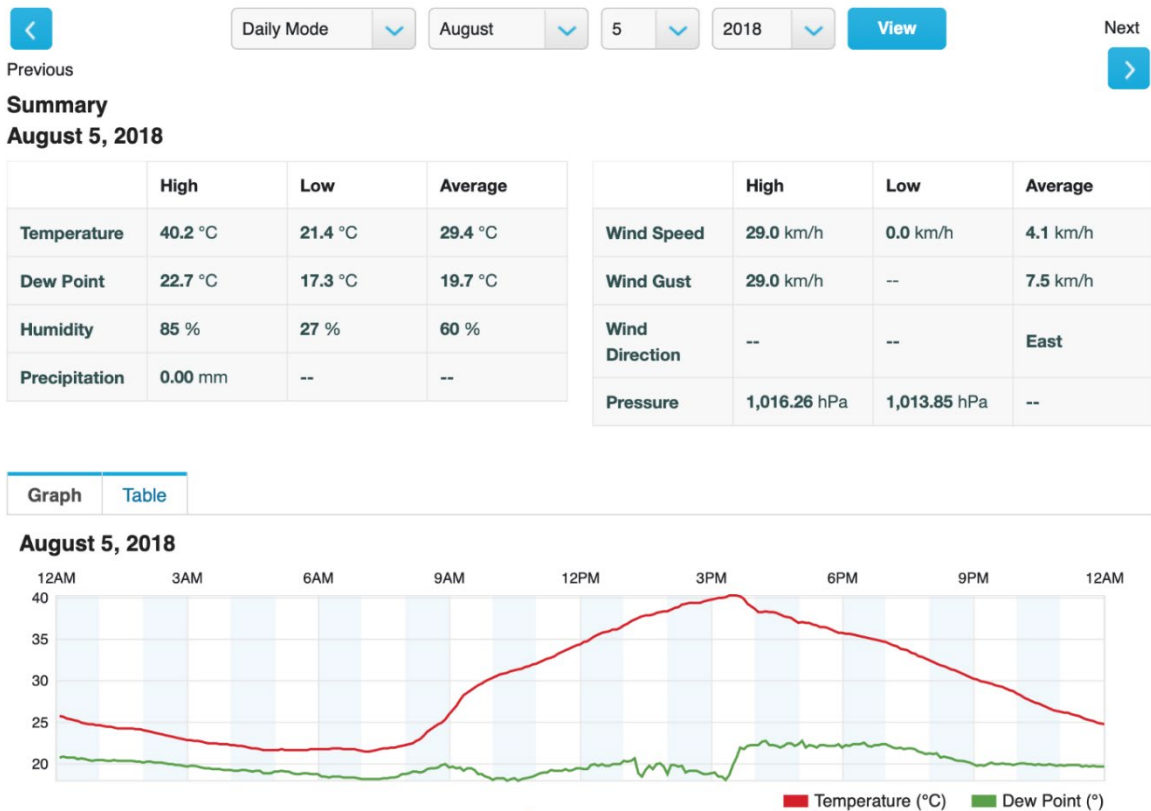 Daily Mode August 5 2018 View Next
Previous
Summary
August 5, 2018
High Low Average
Temperature 40.2 °C 21.4 °C 29.4 °C
Dew Point 22.7 °C 17.3 °C 19.7 °C
Humidity 85 % 27 % 60 %
Precipitation 0.00 mm -- --
High Low Average
Wind Speed 29.0 km/h 0.0 km/h 4.1 km/h
Wind Gust 29.0 km/h -- 7.5 km/h
Wind
Direction -- -- East
Pressure 1,016.26 hPa 1,013.85 hPa --
Graph Table
August 5, 2018
12AM 3AM 6AM 9AM 12PM 3PM 6PM 9PM 12AM
40
35
30
25
20
Temperature (°C) Dew Point (°)